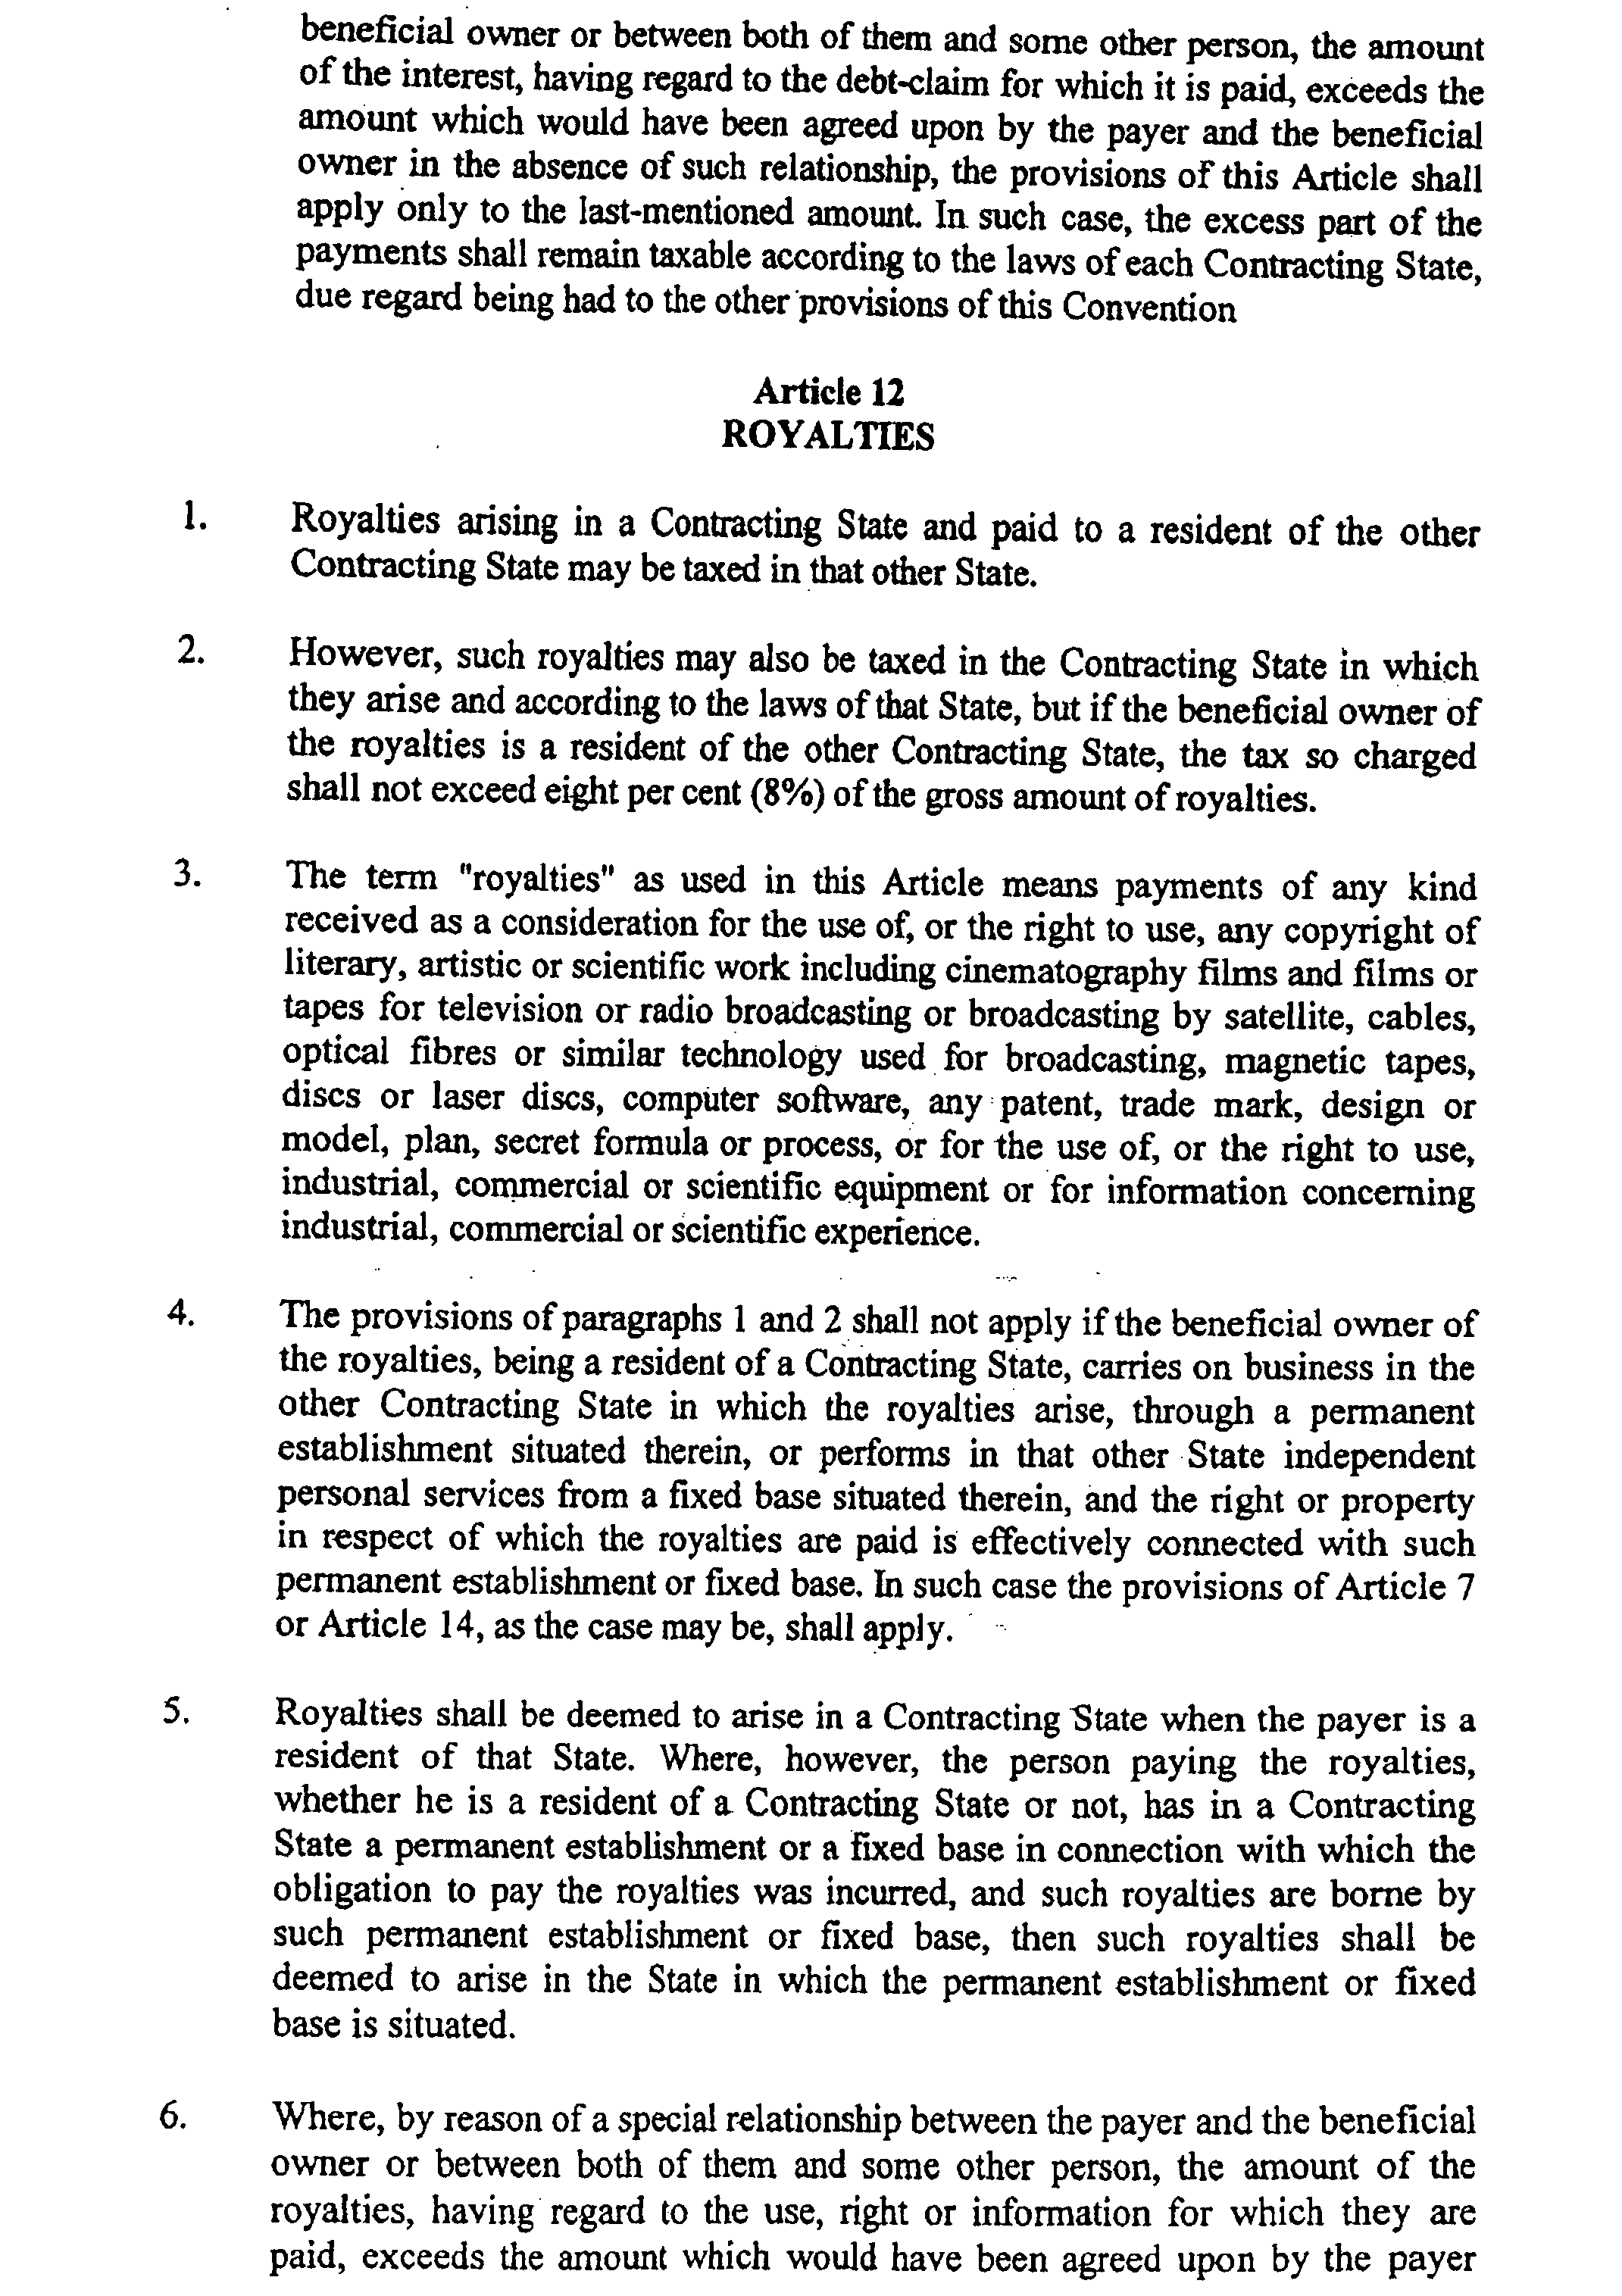 beneficial owner or between both of them and some other person, the amount
of the interest, having regard to the debt-claim for which it is paid, exceeds the
amount which would have been agreed upon by the payer and the beneficial
owner in the absence of such relationship, the provisions of this Article shall
apply only to the last-mentioned amount. In such case, the excess part of the
payments shall remain taxable according to the laws of each Contracting State,
due regard being had to the other provisions of this Convention
Article 12
ROYALTIES
1. Royalties arising in a Contracting State and paid to a resident of the other
Contracting State may be taxed in that other State.
2. However, such royalties may also be taxed in the Contracting State in which
they arise and according to the laws of that State, but if the beneficial owner of
the royalties is a resident of the other Contracting State, the tax so charged
shall not exceed eight per cent (8%) of the gross amount of royalties.
3. The term "royalties" as used in this Article means payments of any kind
received as a consideration for the use of, or the right to use, any copyright of
literary, artistic or scientific work including cinematography films and films or
tapes for television or radio broadcasting or broadcasting by satellite, cables,
optical fibres or similar technology used for broadcasting, magnetic tapes,
discs or laser discs, computer software, any patent, trade mark, design or
model, plan, secret formula or process, or for the use of, or the right to use,
industrial, commercial or scientific equipment or for information concerning
industrial, commercial or scientific experience.
4. The provisions of paragraphs 1 and 2 shall not apply if the beneficial owner of
the royalties, being a resident of a Contracting State, carries on business in the
other Contracting State in which the royalties arise, through a permanent
establishment situated therein, or performs in that other State independent
personal services from a fixed base situated therein, and the right or property
in respect of which the royalties are paid is effectively connected with such
permanent establishment or fixed base. In such case the provisions of Article 7
or Article 14, as the case may be, shall apply.
5. Royalties shall be deemed to arise in a Contracting State when the payer is a
resident of that State. Where, however, the person paying the royalties,
whether he is a resident of a Contracting State or not, has in a Contracting
State a permanent establishment or a fixed base in connection with which the
obligation to pay the royalties was incurred, and such royalties are borne by
such permanent establishment or fixed base, then such royalties shall be
deemed to arise in the State in which the permanent establishment or fixed
base is situated.
6. Where, by reason of a special relationship between the payer and the beneficial
owner or between both of them and some other person, the amount of the
royalties, having regard to the use, right or information for which they are
paid, exceeds the amount which would have been agreed upon by the payer